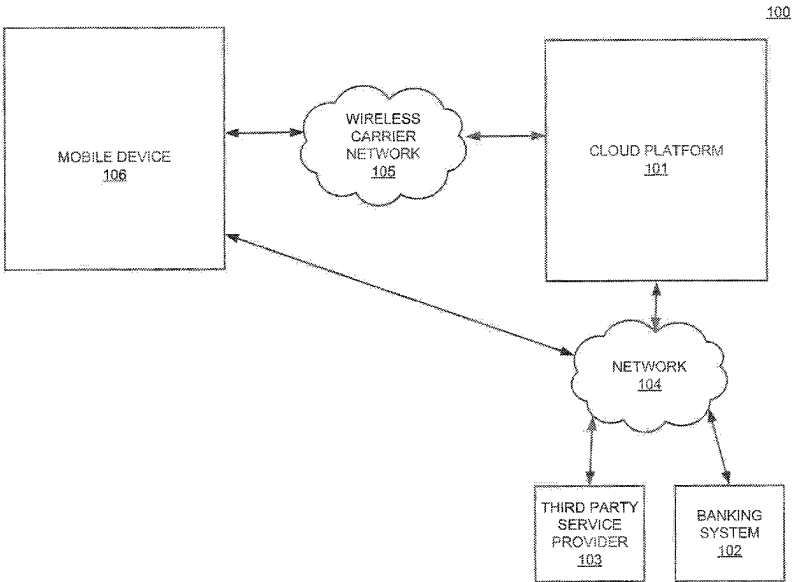 100
MOBILE DEVICE
106
WIRELESS
CARRIER
NETWORK
105
CLOUD PLATFORM
101
NETWORK
104
THIRD PARTY
SERVICE
PROVIDER
103
BANKING
SYSTEM
102